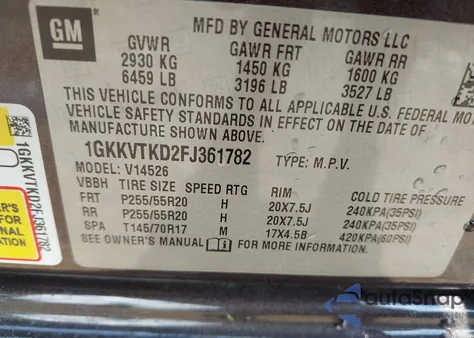 GM
MFD BY GENERAL MOTORS LLC
GVWR GAWR FRT GAWR RR
2930 KG 1450 KG 1600 KG
6459 LB 3196 LB 3527 LB
THIS VEHICLE CONFORMS TO ALL APPLICABLE U.S. FEDERAL
VEHICLE SAFETY STANDARDS IN EFFECT ON THE DATE OF
MANUFACTURE SHOWN ABOVE.
1GKKVTKD2FJ361782 TYPE: M.P.V.
MODEL: V14526
VBBH TIRE SIZE SPEED RTG RIM COLD TIRE PRESSURE
FRT P255/55R20 H 20X7.5J 240KPA(35PSI)
RR P255/55R20 H 20X7.5J 240KPA(35PSI)
SPA T145/70R17 M 17X4.5B 420KPA(60PSI)
SEE OWNER'S MANUAL FOR MORE INFORMATION.
1GKKVTKD2FJ361782
FOR
ONAL
ATION
autoSnap